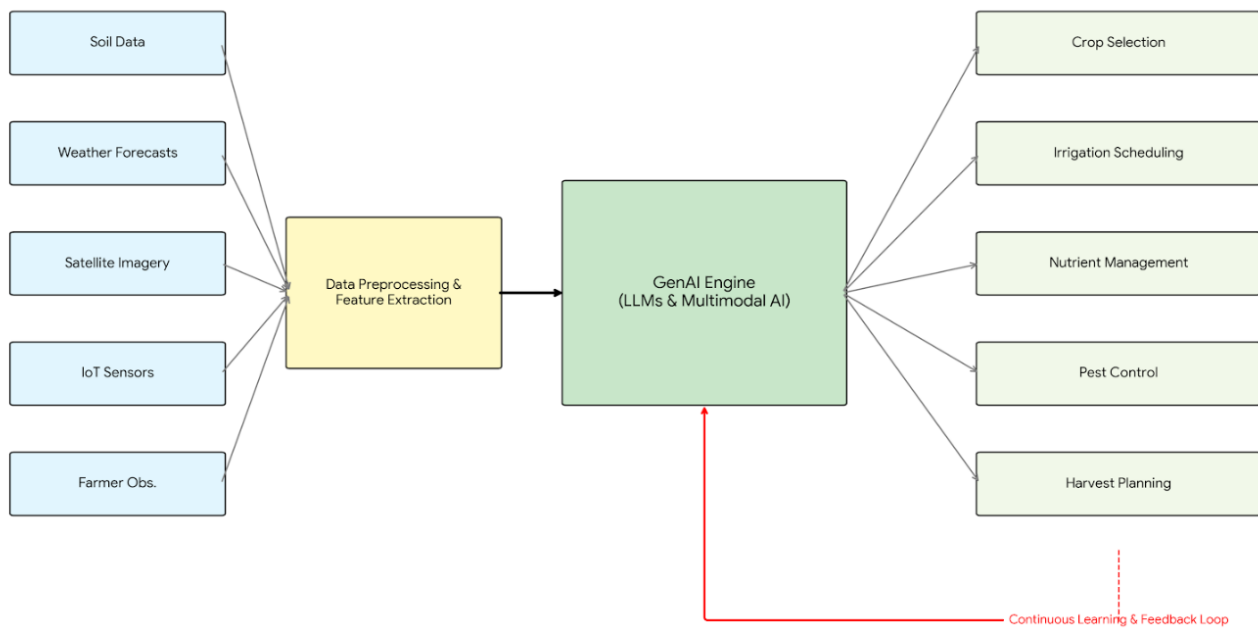 Soil Data
Weather Forecasts
Satellite Imagery
IoT Sensors
Farmer Obs.
Data Preprocessing &
Feature Extraction
GenAI Engine
(LLMs & Multimodal AI)
Crop Selection
Irrigation Scheduling
Nutrient Management
Pest Control
Harvest Planning
Continuous Learning & Feedback Loop